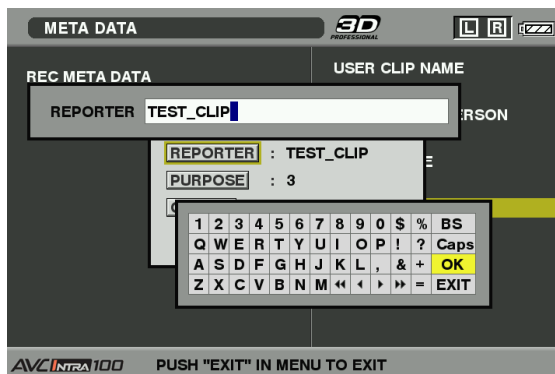 META DATA
3D
PROFESSIONAL
L R
REC META DATA
USER CLIP NAME
REPORTER TEST_CLIP
RSON
REPORTER : TEST_CLIP
PURPOSE : 3
1 2 3 4 5 6 7 8 9 0 $ % BS
Q W E R T Y U I O P ! ? Caps
A S D F G H J K L , & + OK
Z X C V B N M = EXIT
AVC INTRA 100 PUSH "EXIT" IN MENU TO EXIT